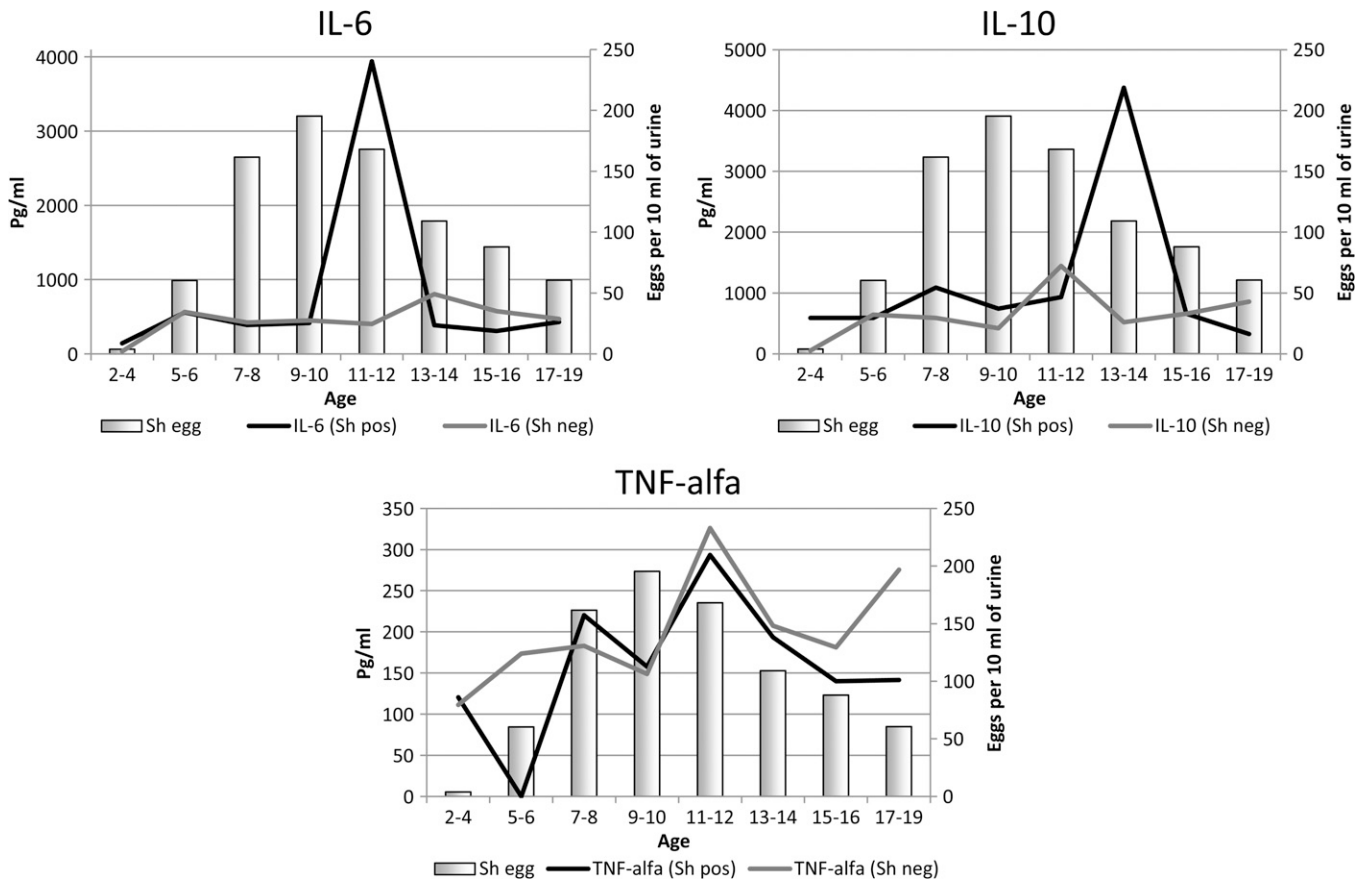 IL-6
4000
3000
2000
1000
0
Pg/ml
250
200
150
100
50
0
Eggs per 10 ml of urine
2-4 5-6 7-8 9-10 11-12 13-14 15-16 17-19
Age
Sh egg IL-6 (Sh pos) IL-6 (Sh neg)
IL-10
5000
4000
3000
2000
1000
0
Pg/ml
250
200
150
100
50
0
Eggs per 10 ml of urine
2-4 5-6 7-8 9-10 11-12 13-14 15-16 17-19
Age
Sh egg IL-10 (Sh pos) IL-10 (Sh neg)
TNF-alfa
350
300
250
200
150
100
50
0
Pg/ml
250
200
150
100
50
0
Eggs per 10 ml of urine
2-4 5-6 7-8 9-10 11-12 13-14 15-16 17-19
Age
Sh egg TNF-alfa (Sh pos) TNF-alfa (Sh neg)